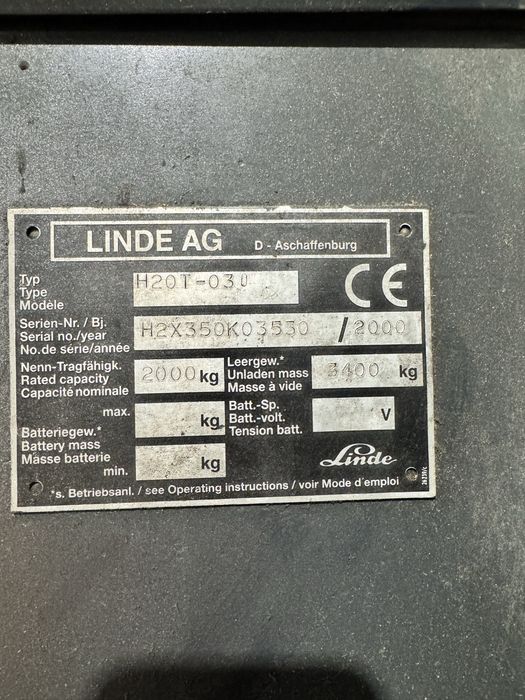 LINDE AG D - Aschaffenburg
Typ
Type
Modèle
H20T-03
CE
Serien-Nr. / Bj.
Serial no./year
No. de série/année
H2X350K03530 / 2000
Nenn-Tragfähigk.
Rated capacity
Capacité nominale
2000 kg
Leergew.*
Unladen mass
Masse à vide
3400 kg
max.
kg
Batteriegew.*
Battery mass
Masse batterie
min.
kg
Batt.-Sp.
Batt.-volt.
Tension batt.
V
Linde
*s. Betriebsanl. / see Operating instructions / voir Mode d'emploi